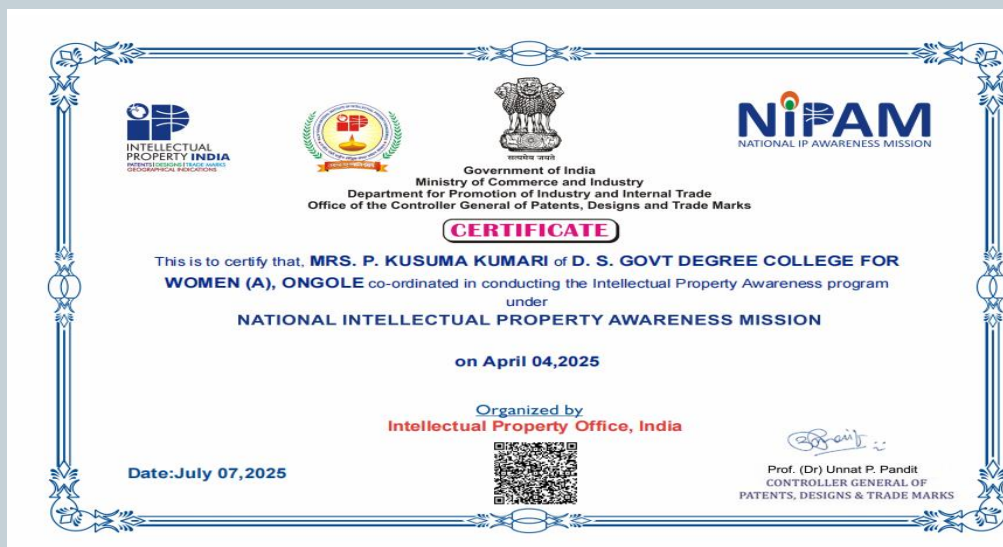 INTELLECTUAL
PROPERTY INDIA
PATENTS | DESIGNS | TRADE MARKS
GEOGRAPHICAL INDICATIONS
सत्यमेव जयते
NiPAM
NATIONAL IP AWARENESS MISSION
Government of India
Ministry of Commerce and Industry
Department for Promotion of Industry and Internal Trade
Office of the Controller General of Patents, Designs and Trade Marks
CERTIFICATE
This is to certify that, MRS. P. KUSUMA KUMARI of D. S. GOVT DEGREE COLLEGE FOR
WOMEN (A), ONGOLE co-ordinated in conducting the Intellectual Property Awareness program
under
NATIONAL INTELLECTUAL PROPERTY AWARENESS MISSION
on April 04,2025
Organized by
Intellectual Property Office, India
Date:July 07,2025
Prof. (Dr) Unnat P. Pandit
CONTROLLER GENERAL OF
PATENTS, DESIGNS & TRADE MARKS